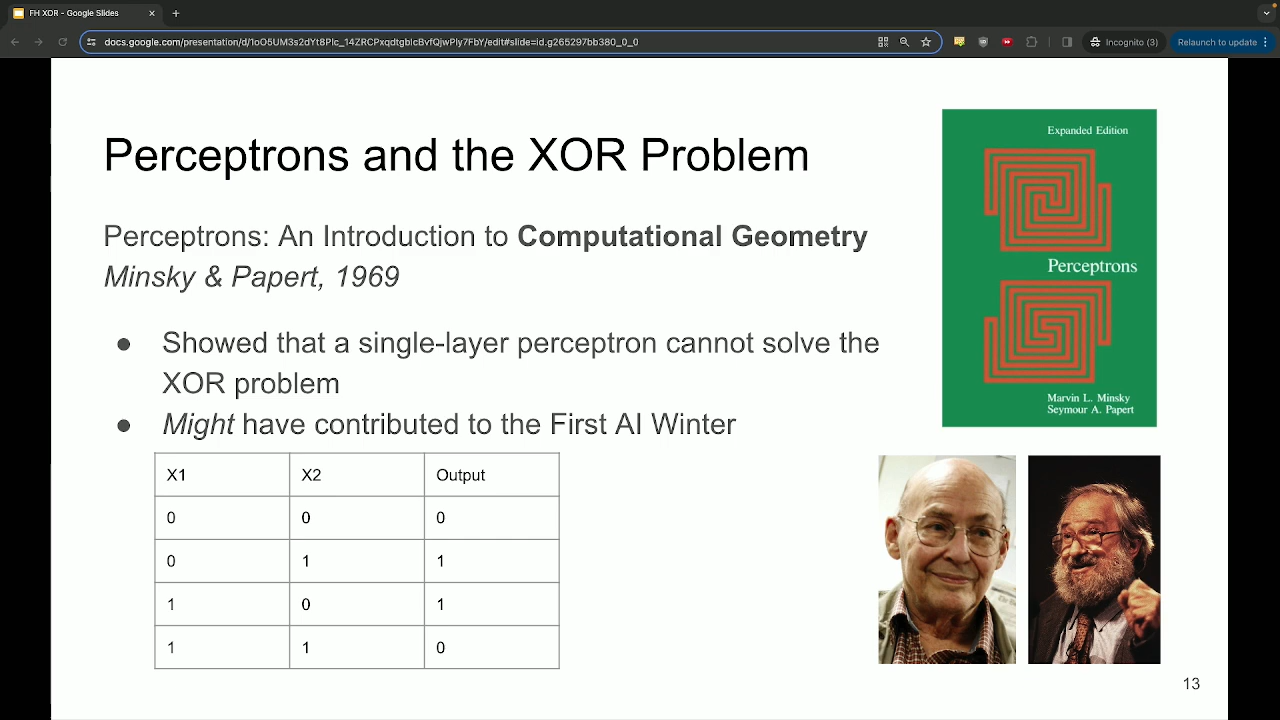 FH XOR - Google Slides
docs.google.com/presentation/d/1oO5UM3s2dYt8Plc_14ZRCPxqdtgblcBvfQjwPly7FbY/edit#slide=id.g265297bb380_0_0
Incognito (3)
Relaunch to update
Perceptrons and the XOR Problem
Perceptrons: An Introduction to Computational Geometry
Minsky & Papert, 1969
● Showed that a single-layer perceptron cannot solve the
XOR problem
● Might have contributed to the First AI Winter
X1 X2 Output
0 0 0
0 1 1
1 0 1
1 1 0
Expanded Edition
Perceptrons
Marvin L. Minsky
Seymour A. Papert
13